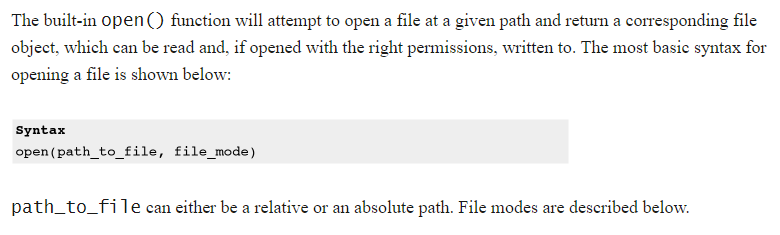 The built-in open() function will attempt to open a file at a given path and return a corresponding file
object, which can be read and, if opened with the right permissions, written to. The most basic syntax for
opening a file is shown below:
Syntax
open(path_to_file, file_mode)
path_to_file can either be a relative or an absolute path. File modes are described below.